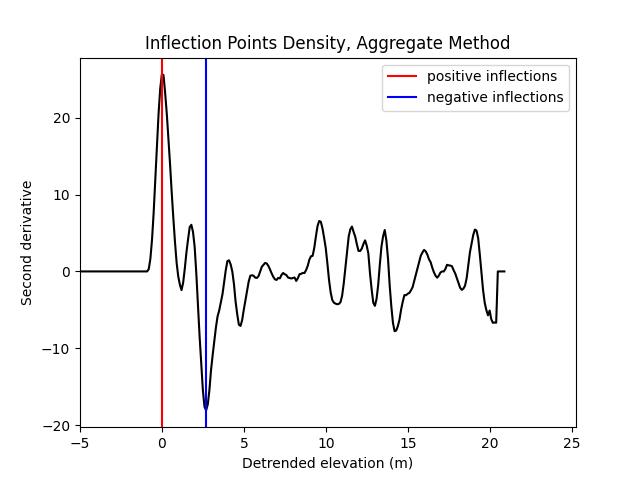 Inflection Points Density, Aggregate Method
positive inflections
negative inflections
Second derivative
20
10
0
−10
−20
−5
0
5
10
15
20
25
Detrended elevation (m)